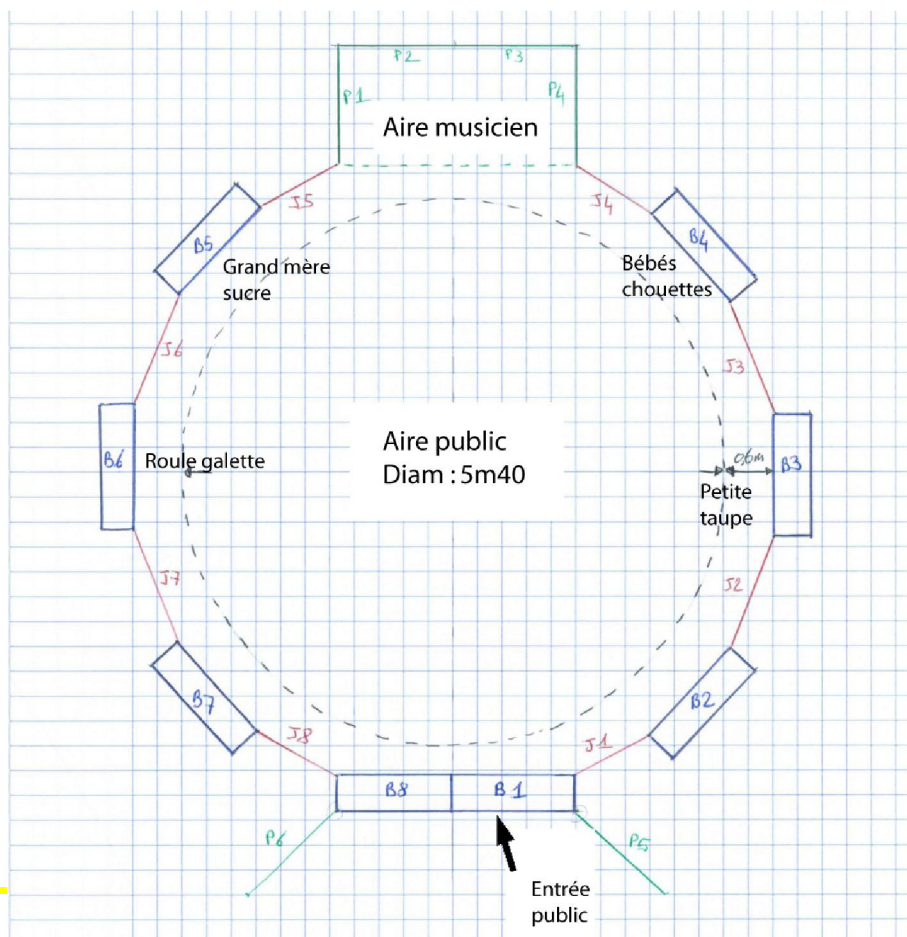 P2 P3
P1 P4
Aire musicien
J5 J4
B5 B4
Grand mère
sucre
Bébés
chouettes
J6 J3
Aire public
Diam : 5m40
B6 Roule galette
0,6m B3
Petite
taupe
J7 J2
B7 B2
J8 J1
B8 B1
P6 P5
Entrée
public